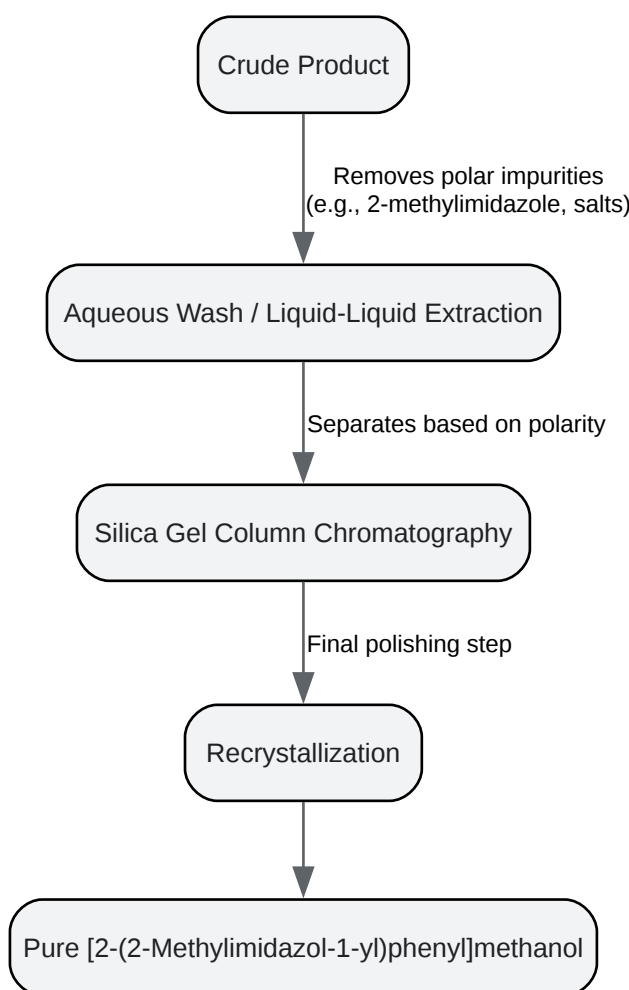 Crude Product
Removes polar impurities
(e.g., 2-methylimidazole, salts)
Aqueous Wash / Liquid-Liquid Extraction
Separates based on polarity
Silica Gel Column Chromatography
Final polishing step
Recrystallization
Pure [2-(2-Methylimidazol-1-yl)phenyl]methanol